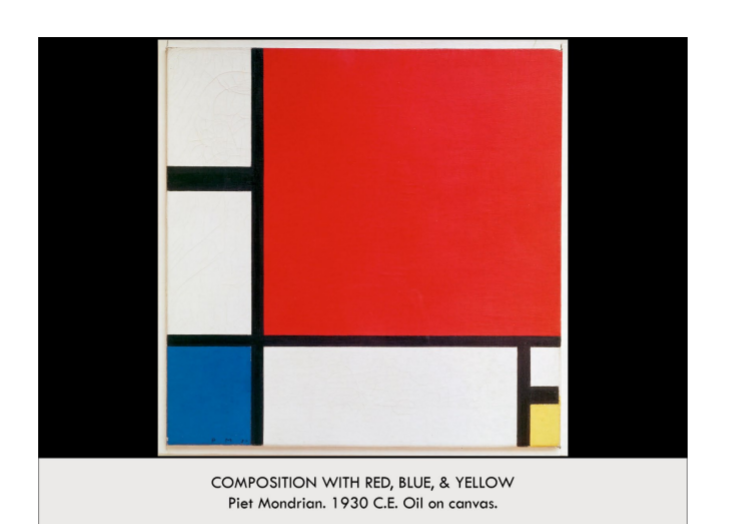 COMPOSITION WITH RED, BLUE, & YELLOW
Piet Mondrian. 1930 C.E. Oil on canvas.